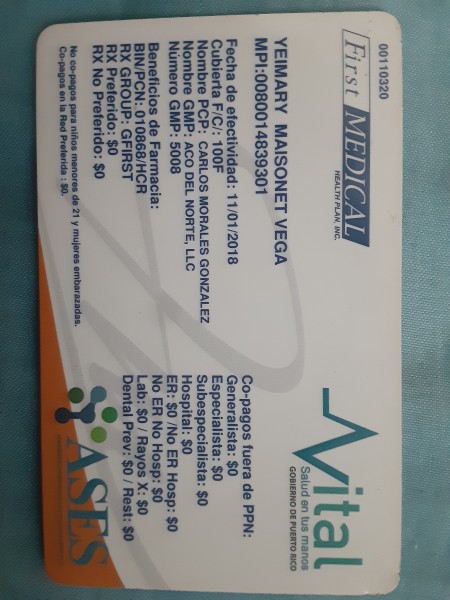 00110320
First MEDICAL
HEALTH PLAN, INC.
Vital
Salud en tus manos
GOBIERNO DE PUERTO RICO
YEIMARY MAISONET VEGA
MPI:0080014839301
Fecha de efectividad: 11/01/2018
Cubierta F/C/: 100F
Nombre PCP: CARLOS MORALES GONZALEZ
Nombre GMP: ACO DEL NORTE, LLC
Número GMP: 5008
Beneficios de Farmacia:
BIN/PCN: 010868/HCR
RX GROUP: GFIRST
RX Preferido: $0
RX No Preferido: $0
Co-pagos fuera de PPN:
Generalista: $0
Especialista: $0
Subespecialista: $0
Hospital: $0
ER: $0 /No ER Hosp: $0
No ER No Hosp: $0
Lab: $0 / Rayos X: $0
Dental Prev: $0 / Rest: $0
No co-pagos para niños menores de 21 y mujeres embarazadas.
Co-pagos en la Red Preferida : $0.
ASES